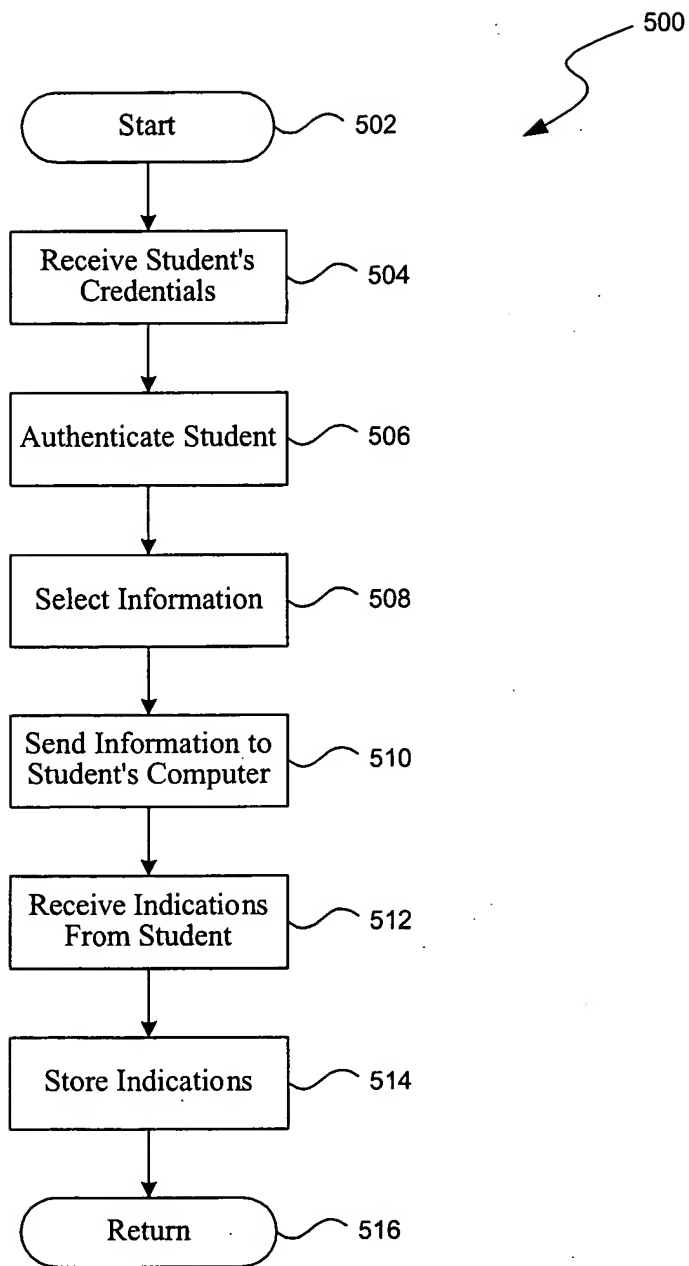 500
Start
502
Receive Student's
Credentials
504
Authenticate Student
506
Select Information
508
Send Information to
Student's Computer
510
Receive Indications
From Student
512
Store Indications
514
Return
516